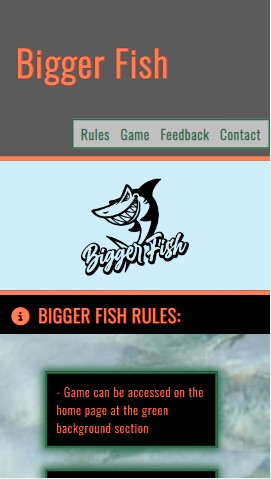 Bigger Fish
Rules Game Feedback Contact
Bigger Fish
BIGGER FISH RULES:
- Game can be accessed on the
home page at the green
background section